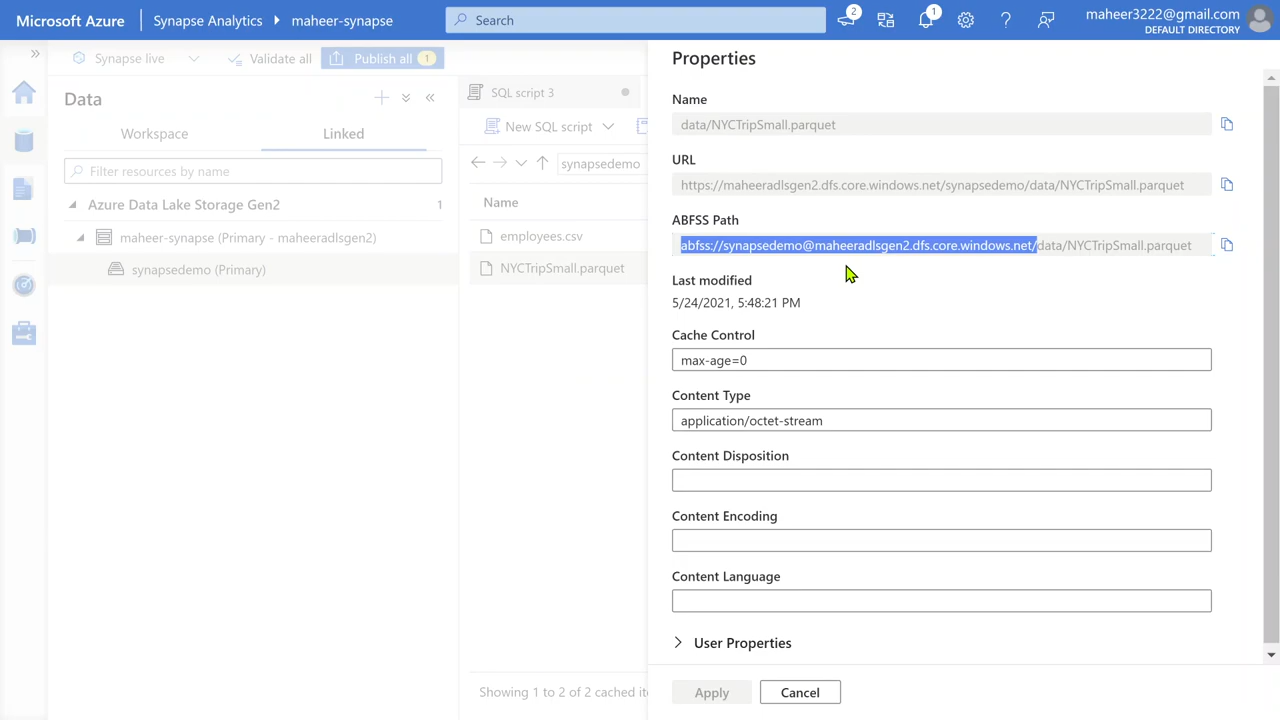 Microsoft Azure
Synapse Analytics
maheer-synapse
Search
2
1
maheer3222@gmail.com
DEFAULT DIRECTORY
Synapse live
Validate all
Publish all
1
Data
Workspace
Linked
Filter resources by name
Azure Data Lake Storage Gen2
1
maheer-synapse (Primary - maheeradlsgen2)
synapsedemo (Primary)
SQL script 3
New SQL script
synapsedemo
Name
employees.csv
NYCTripSmall.parquet
Showing 1 to 2 of 2 cached ite
Properties
Name
data/NYCTripSmall.parquet
URL
https://maheeradlsgen2.dfs.core.windows.net/synapsedemo/data/NYCTripSmall.parquet
ABFSS Path
abfss://synapsedemo@maheeradlsgen2.dfs.core.windows.net/data/NYCTripSmall.parquet
Last modified
5/24/2021, 5:48:21 PM
Cache Control
max-age=0
Content Type
application/octet-stream
Content Disposition
Content Encoding
Content Language
User Properties
Apply
Cancel